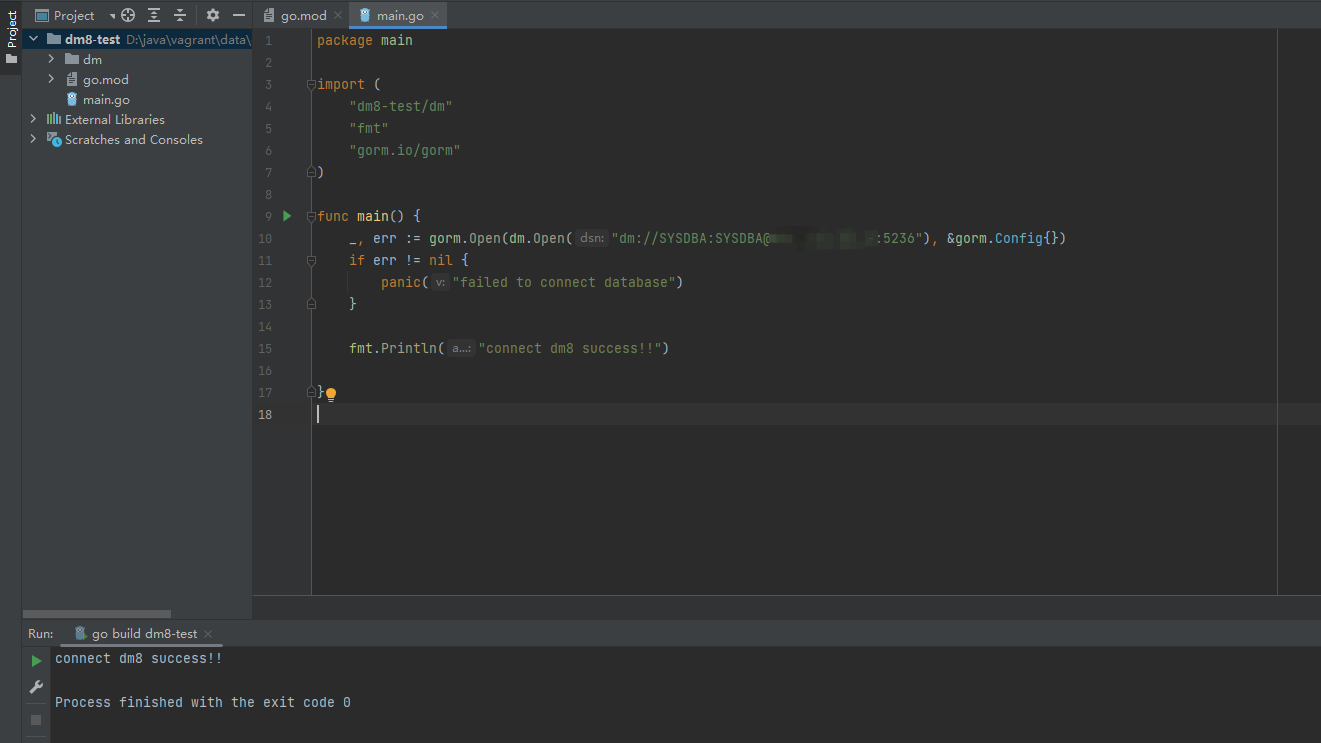 Project
Project
go.mod
main.go
dm8-test D:\java\vagrant\data\
dm
go.mod
main.go
External Libraries
Scratches and Consoles
1 package main
2
3 import (
4 "dm8-test/dm"
5 "fmt"
6 "gorm.io/gorm"
7 )
8
9 func main() {
10 _, err := gorm.Open(dm.Open( dsn: "dm://SYSDBA:SYSDBA@ :5236"), &gorm.Config{})
11 if err != nil {
12 panic( v: "failed to connect database")
13 }
14
15 fmt.Println( a...: "connect dm8 success!!")
16
17 }
18
Run: go build dm8-test
connect dm8 success!!
Process finished with the exit code 0